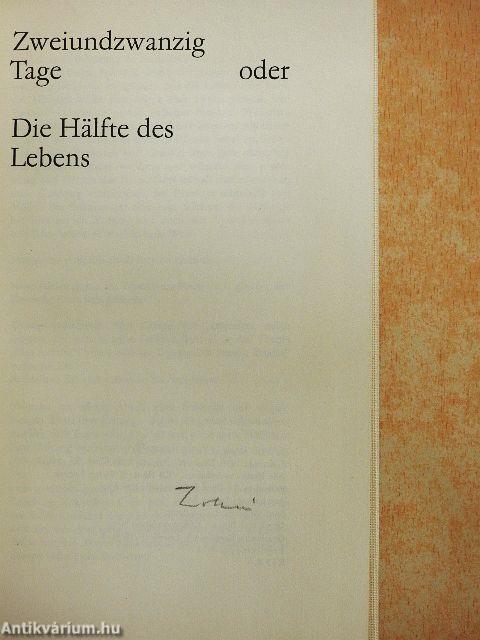 Zweiundzwanzig
Tage oder
Die Hälfte des
Lebens
Antikvárium.hu